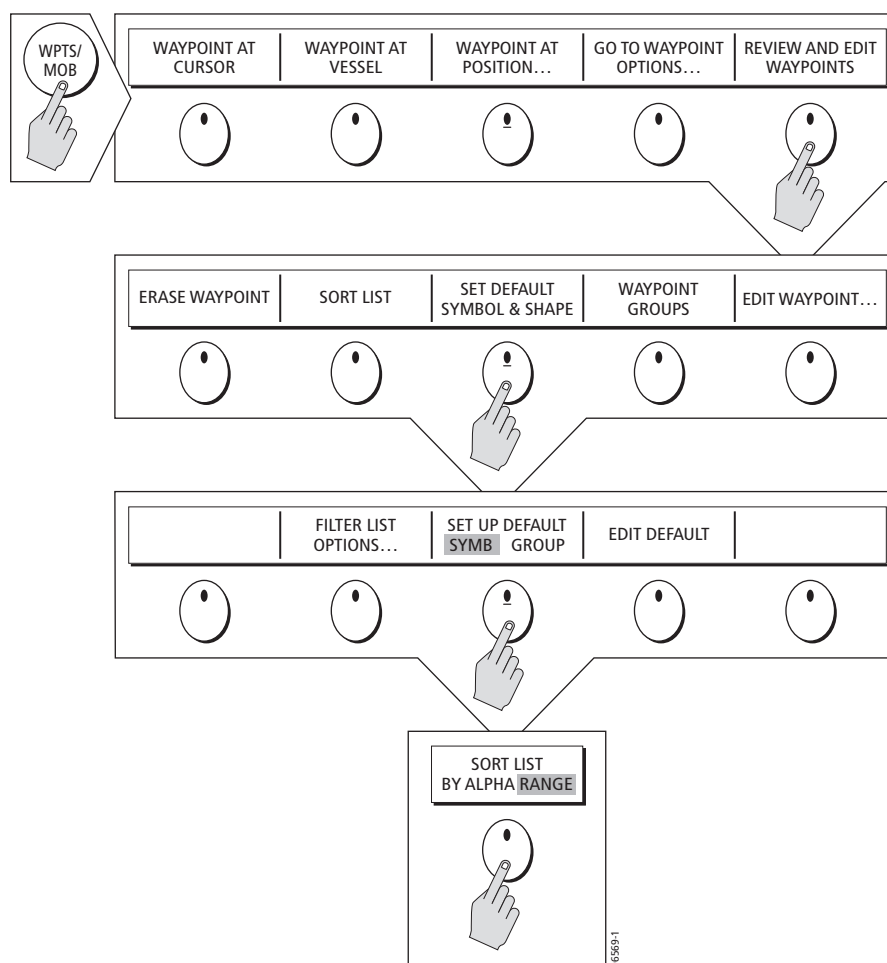 WPTS/
MOB
WAYPOINT AT
CURSOR
WAYPOINT AT
VESSEL
WAYPOINT AT
POSITION...
GO TO WAYPOINT
OPTIONS...
REVIEW AND EDIT
WAYPOINTS
ERASE WAYPOINT
SORT LIST
SET DEFAULT
SYMBOL & SHAPE
WAYPOINT
GROUPS
EDIT WAYPOINT...
FILTER LIST
OPTIONS...
SET UP DEFAULT
SYMB GROUP
EDIT DEFAULT
SORT LIST
BY ALPHA RANGE
6569-1